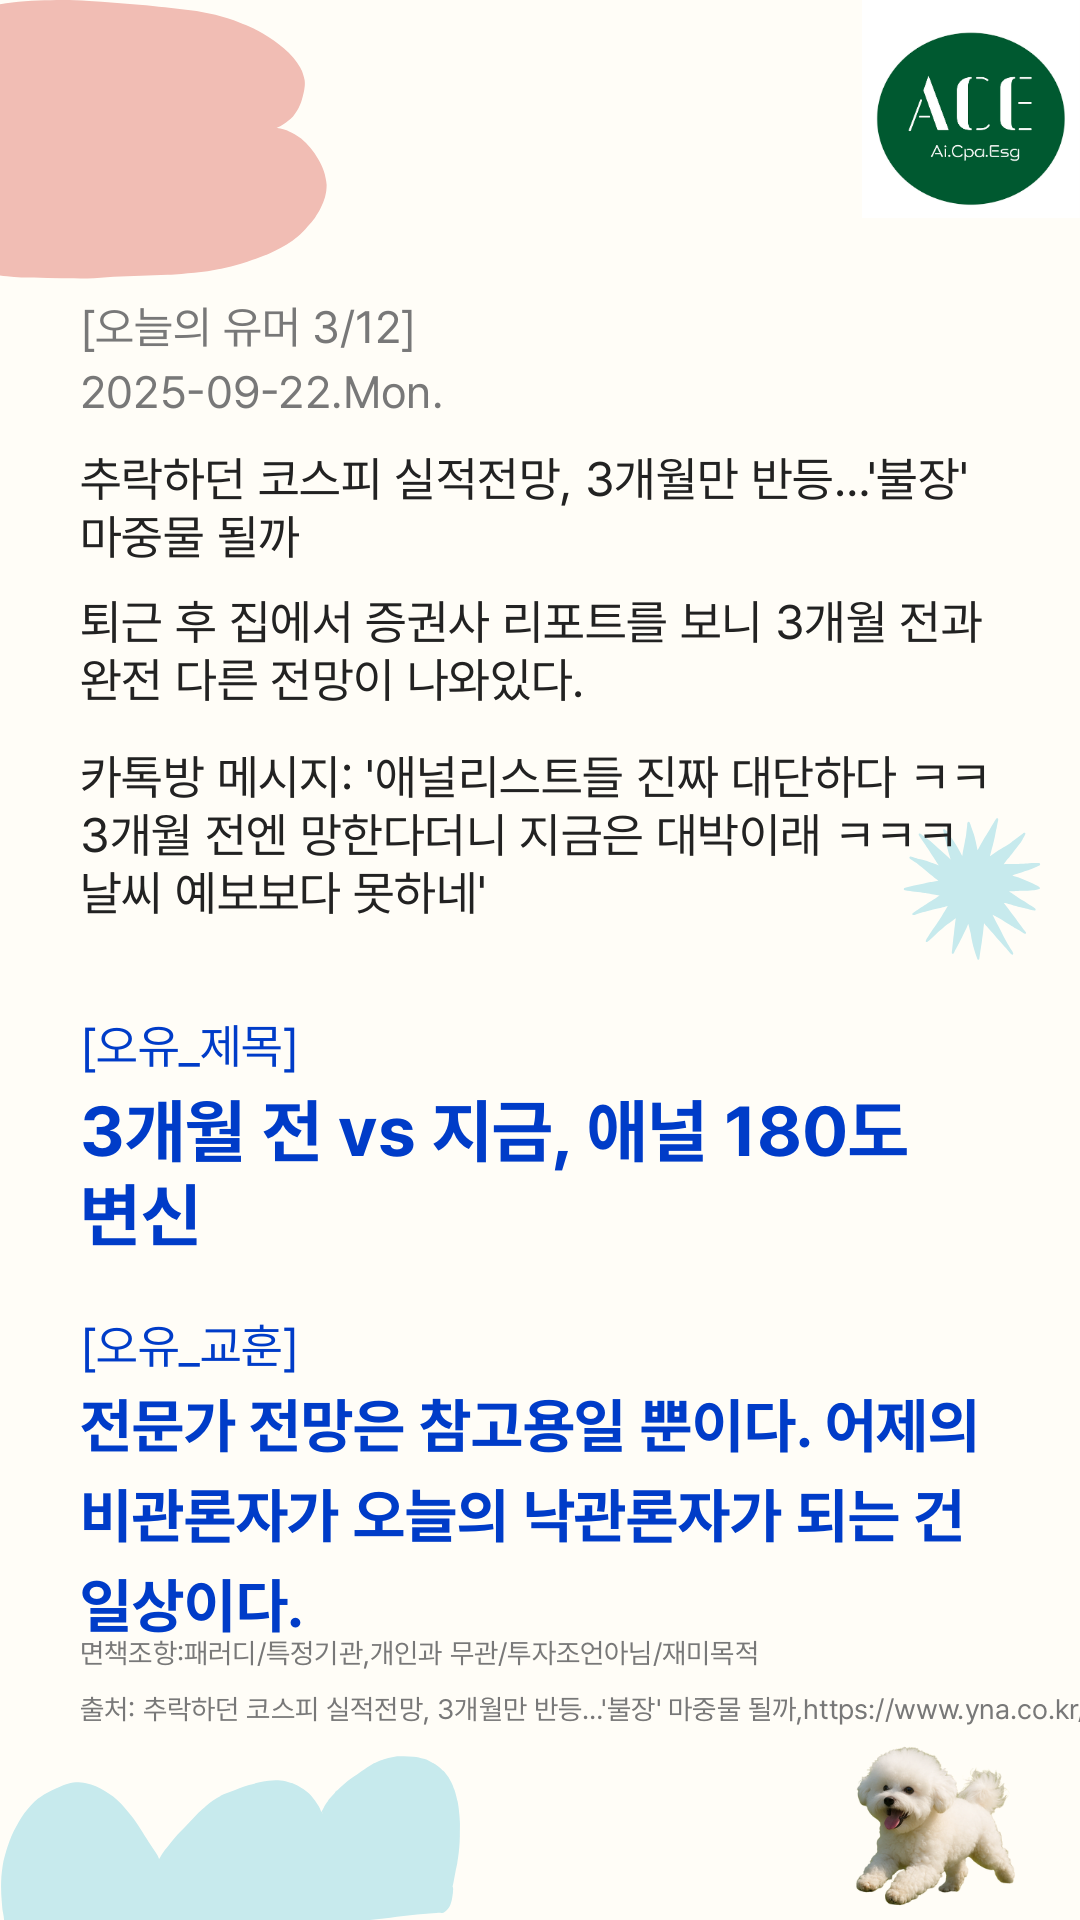 ACE
Ai.Cpa.Esg
[오늘의 유머 3/12]
2025-09-22.Mon.
추락하던 코스피 실적전망, 3개월만 반등…'불장'
마중물 될까
퇴근 후 집에서 증권사 리포트를 보니 3개월 전과
완전 다른 전망이 나와있다.
카톡방 메시지: '애널리스트들 진짜 대단하다 ㅋㅋ
3개월 전엔 망한다더니 지금은 대박이래 ㅋㅋㅋ
날씨 예보보다 못하네'
[오유_제목]
3개월 전 vs 지금, 애널 180도
변신
[오유_교훈]
전문가 전망은 참고용일 뿐이다. 어제의
비관론자가 오늘의 낙관론자가 되는 건
일상이다.
면책조항:패러디/특정기관,개인과 무관/투자조언아님/재미목적
출처: 추락하던 코스피 실적전망, 3개월만 반등…'불장' 마중물 될까,https://www.yna.co.kr/